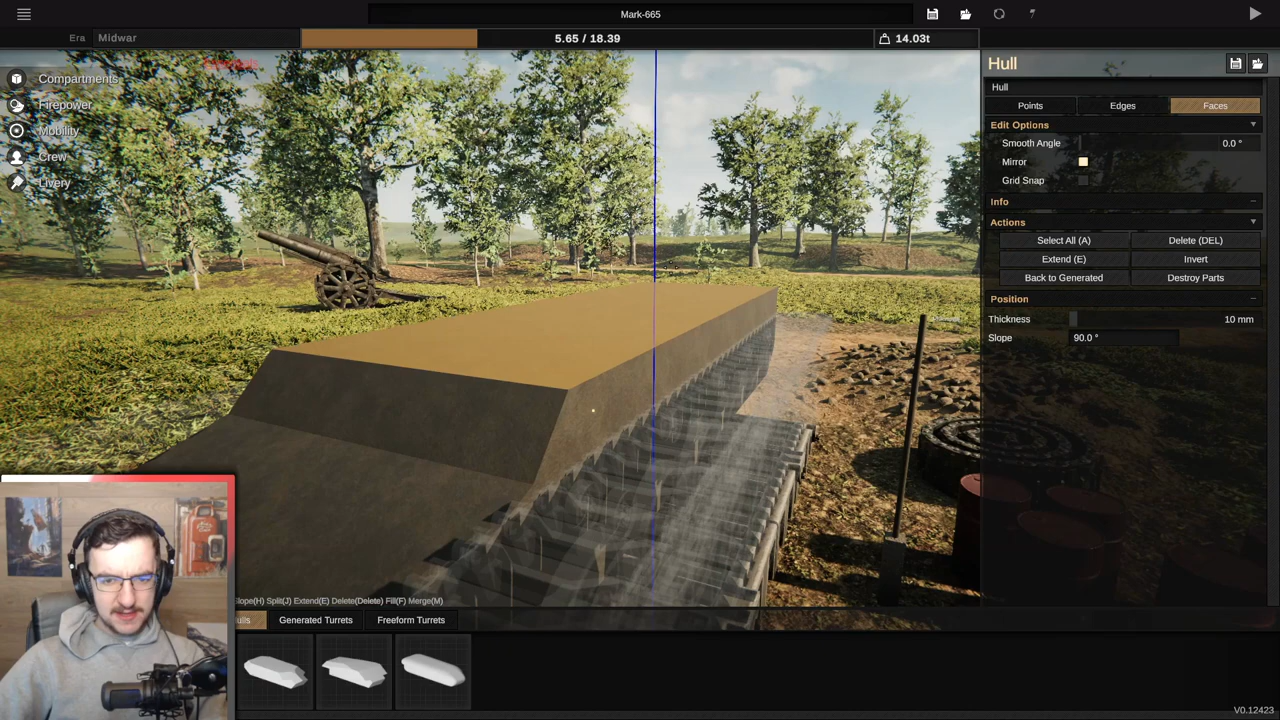 Mark-665
Era Midwar 5.65 / 18.39 14.03t
Compartments
Firepower
Mobility
Crew
Livery
Hull
Hull
Points Edges Faces
Edit Options
Smooth Angle 0.0 °
Mirror
Grid Snap
Info
Actions
Select All (A) Delete (DEL)
Extend (E) Invert
Back to Generated Destroy Parts
Position
Thickness 10 mm
Slope 90.0 °
Split(J) Extend(E) Delete(Delete) Fill(F) Merge(M)
Generated Turrets Freeform Turrets
V0.12423